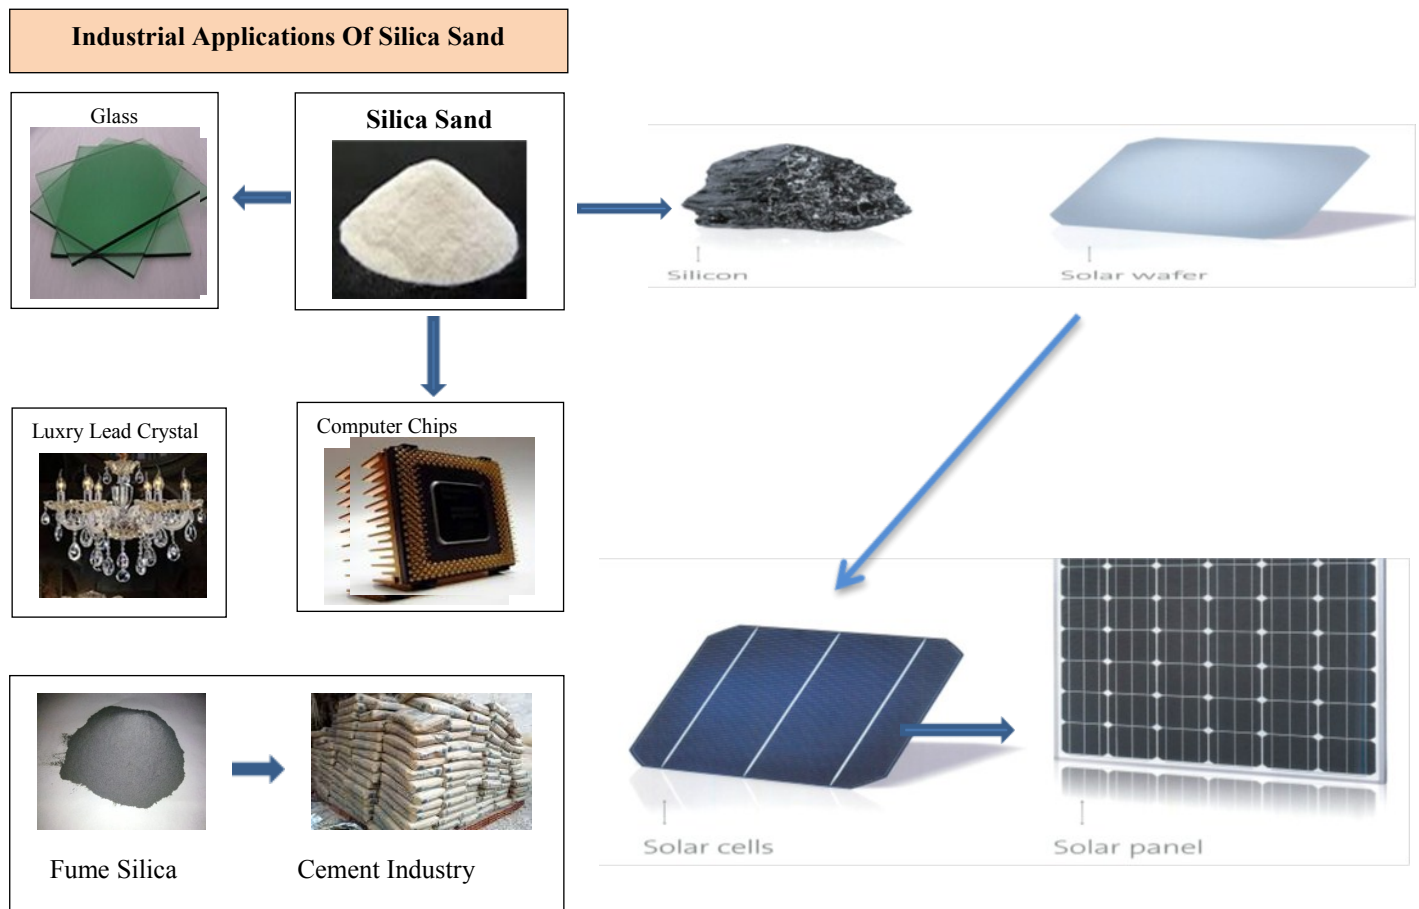 Industrial Applications Of Silica Sand
Glass
Silica Sand
Silicon
Solar wafer
Luxry Lead Crystal
Computer Chips
Solar cells
Solar panel
Fume Silica
Cement Industry